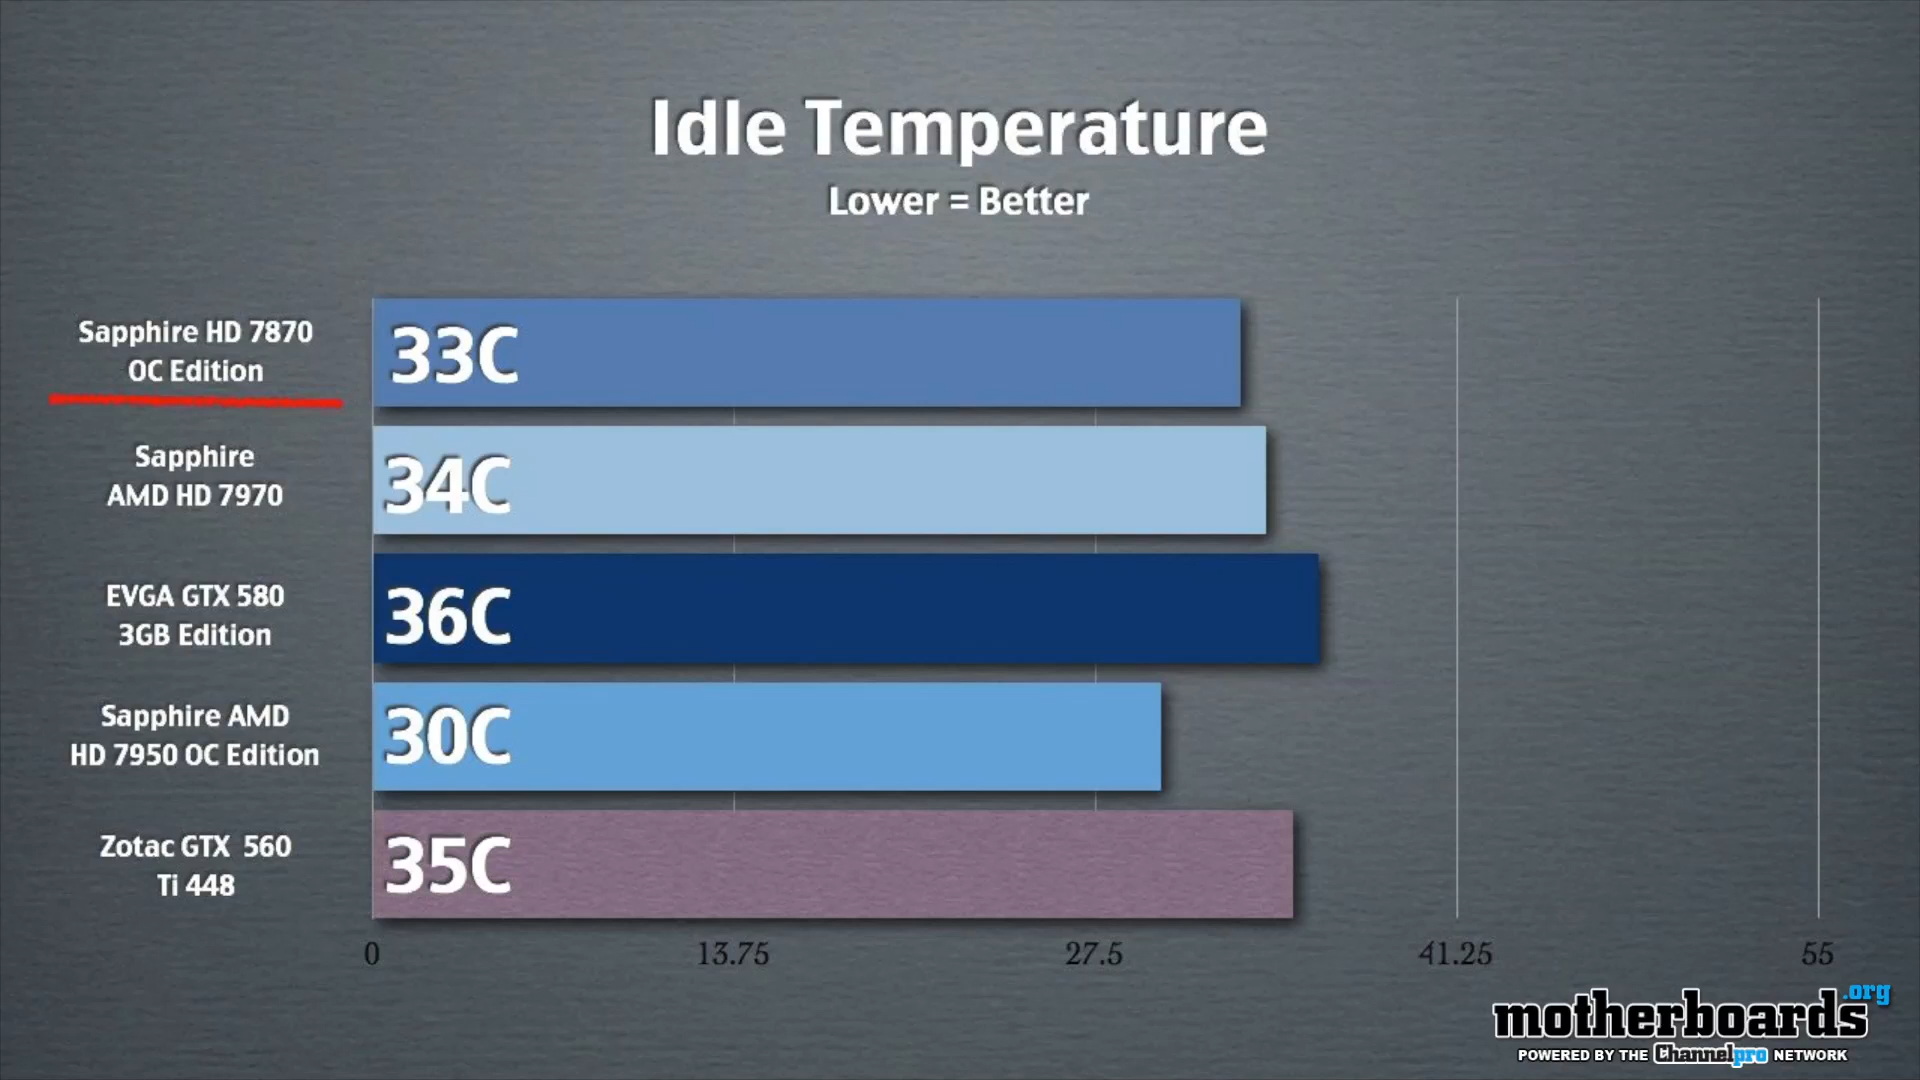 Idle Temperature
Lower = Better
Sapphire HD 7870
OC Edition
33C
Sapphire
AMD HD 7970
34C
EVGA GTX 580
3GB Edition
36C
Sapphire AMD
HD 7950 OC Edition
30C
Zotac GTX 560
Ti 448
35C
0 13.75 27.5 41.25 55
motherboards.org
POWERED BY THE Channelpro NETWORK